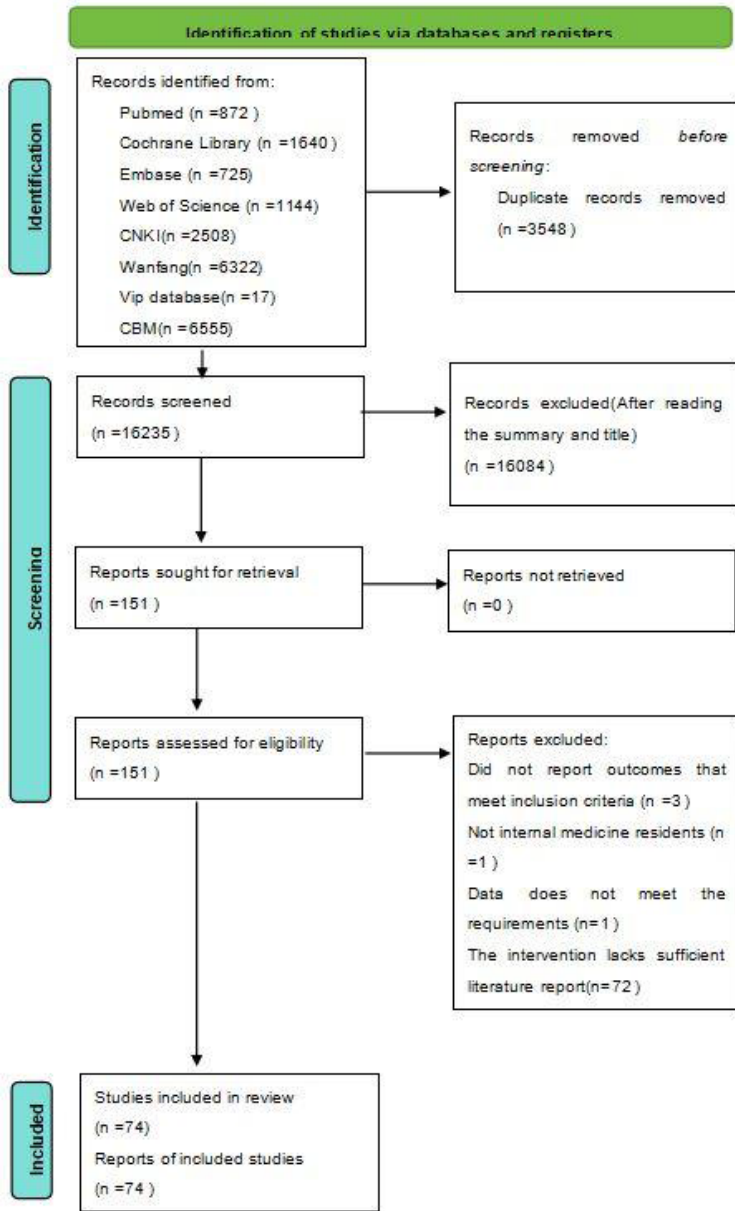 Identification of studies via databases and registers
Identification
Records identified from:
Pubmed (n =872 )
Cochrane Library (n =1640 )
Embase (n =725)
Web of Science (n =1144)
CNKI(n =2508)
Wanfang(n =6322)
Vip database(n =17)
CBM(n =6555)
Records removed before
screening:
Duplicate records removed
(n =3548 )
Screening
Records screened
(n =16235 )
Records excluded(After reading
the summary and title)
(n =16084)
Reports sought for retrieval
(n =151 )
Reports not retrieved
(n =0 )
Reports assessed for eligibility
(n =151 )
Reports excluded:
Did not report outcomes that
meet inclusion criteria (n =3 )
Not internal medicine residents (n
=1 )
Data does not meet the
requirements (n= 1 )
The intervention lacks sufficient
literature report(n= 72 )
Included
Studies included in review
(n =74)
Reports of included studies
(n =74 )